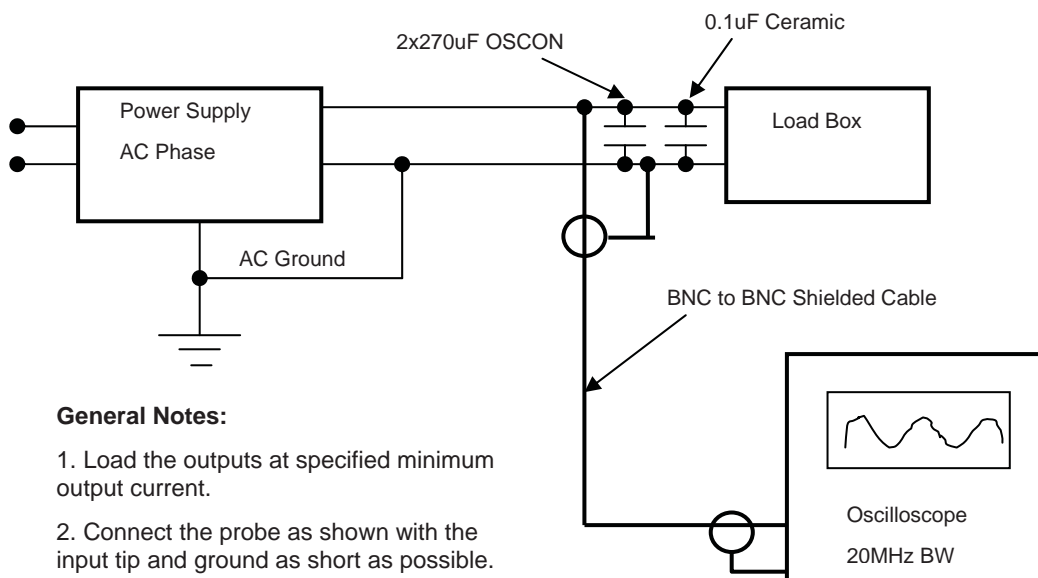 2x270uF OSCON
0.1uF Ceramic
Power Supply
AC Phase
Load Box
AC Ground
BNC to BNC Shielded Cable
General Notes:
1. Load the outputs at specified minimum
output current.
2. Connect the probe as shown with the
input tip and ground as short as possible.
Oscilloscope
20MHz BW